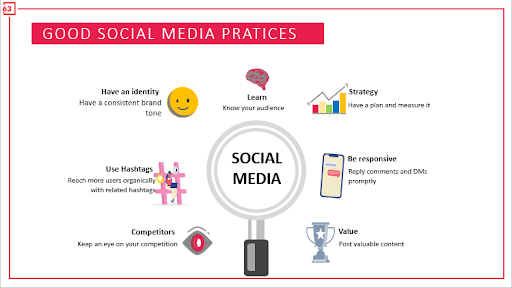 63
GOOD SOCIAL MEDIA PRATICES
Have an identity
Have a consistent brand
tone
Learn
Know your audience
Strategy
Have a plan and measure it
Use Hashtags
Reach more users organically
with related hashtags
SOCIAL
MEDIA
Be responsive
Reply comments and DMs
promptly
Competitors
Keep an eye on your competition
Value
Post valuable content